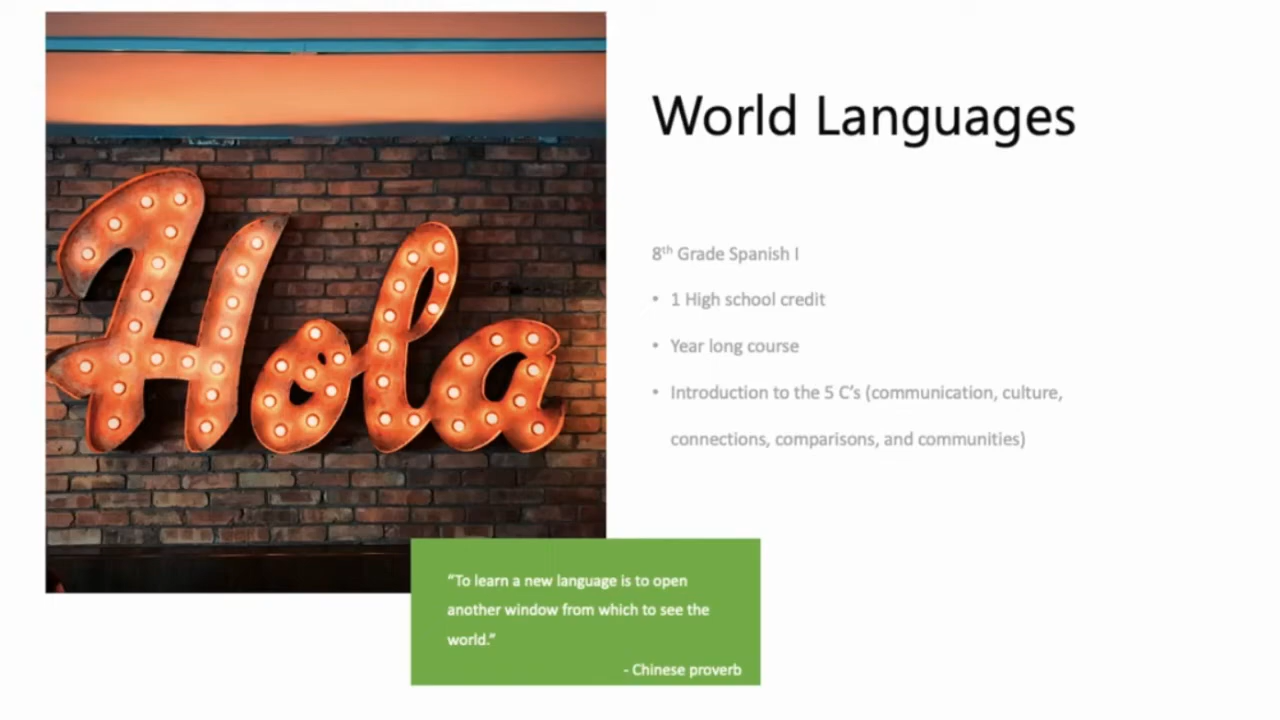 Hola
World Languages
8th Grade Spanish I
• 1 High school credit
• Year long course
• Introduction to the 5 C's (communication, culture,
connections, comparisons, and communities)
“To learn a new language is to open
another window from which to see the
world.”
- Chinese proverb